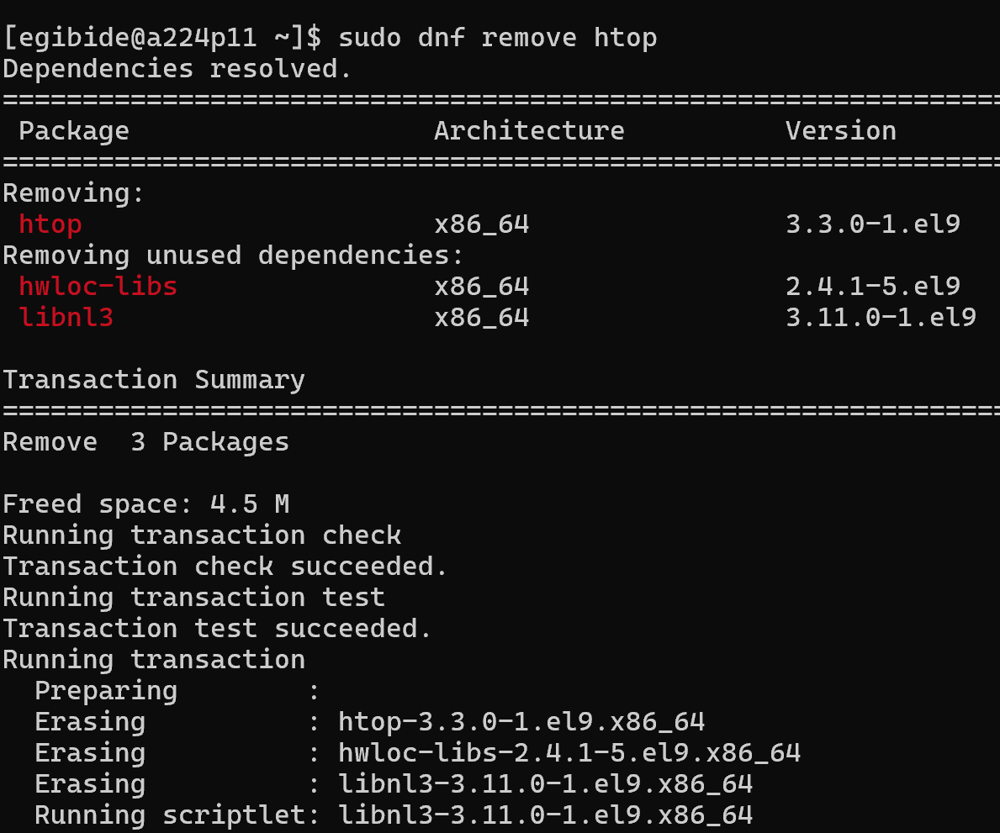 [egibide@a224p11 ~]$ sudo dnf remove htop
Dependencies resolved.
================================================================
 Package                   Architecture          Version
================================================================
Removing:
 htop                      x86_64                3.3.0-1.el9
Removing unused dependencies:
 hwloc-libs                x86_64                2.4.1-5.el9
 libnl3                    x86_64                3.11.0-1.el9

Transaction Summary
================================================================
Remove  3 Packages

Freed space: 4.5 M
Running transaction check
Transaction check succeeded.
Running transaction test
Transaction test succeeded.
Running transaction
  Preparing        :
  Erasing          : htop-3.3.0-1.el9.x86_64
  Erasing          : hwloc-libs-2.4.1-5.el9.x86_64
  Erasing          : libnl3-3.11.0-1.el9.x86_64
  Running scriptlet: libnl3-3.11.0-1.el9.x86_64